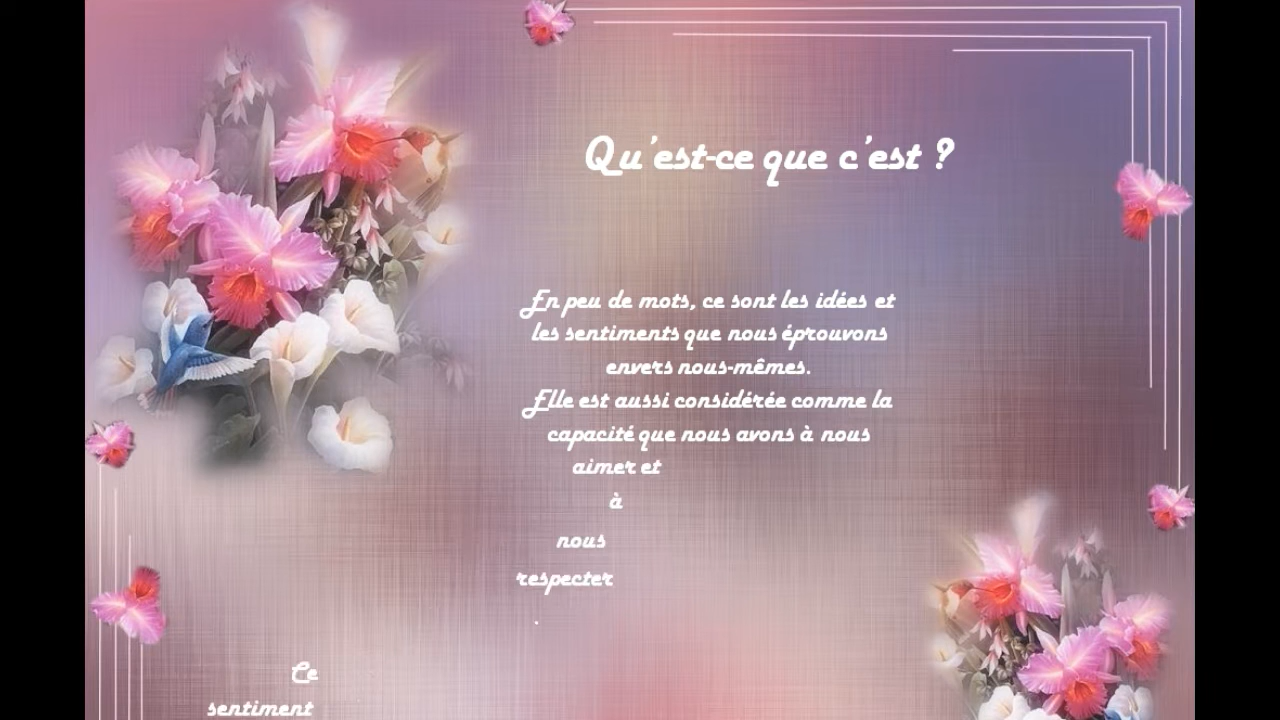 Qu'est-ce que c'est ?
En peu de mots, ce sont les idées et
les sentiments que nous éprouvons
envers nous-mêmes.
Elle est aussi considérée comme la
capacité que nous avons à nous
aimer et
à
nous
respecter
.
Ce
sentiment